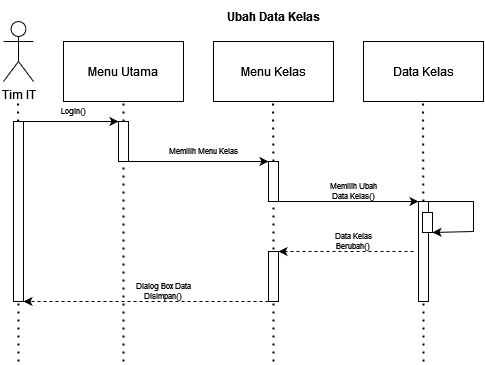 Ubah Data Kelas
Tim IT
Menu Utama
Menu Kelas
Data Kelas
Login()
Memilih Menu Kelas
Memilih Ubah
Data Kelas()
Data Kelas
Berubah()
Dialog Box Data
Disimpan()